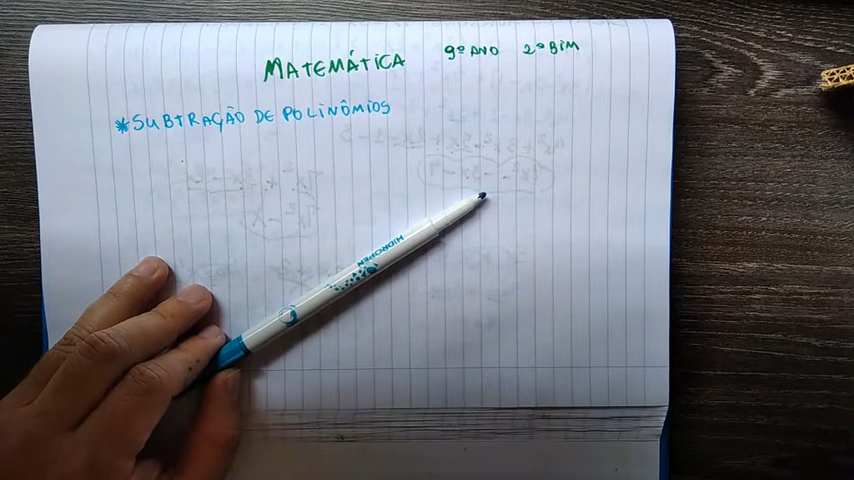 MATEMÁTICA 9º ANO 2º BIM
*SUBTRAÇÃO DE POLINÔMIOS
HIDROPEN